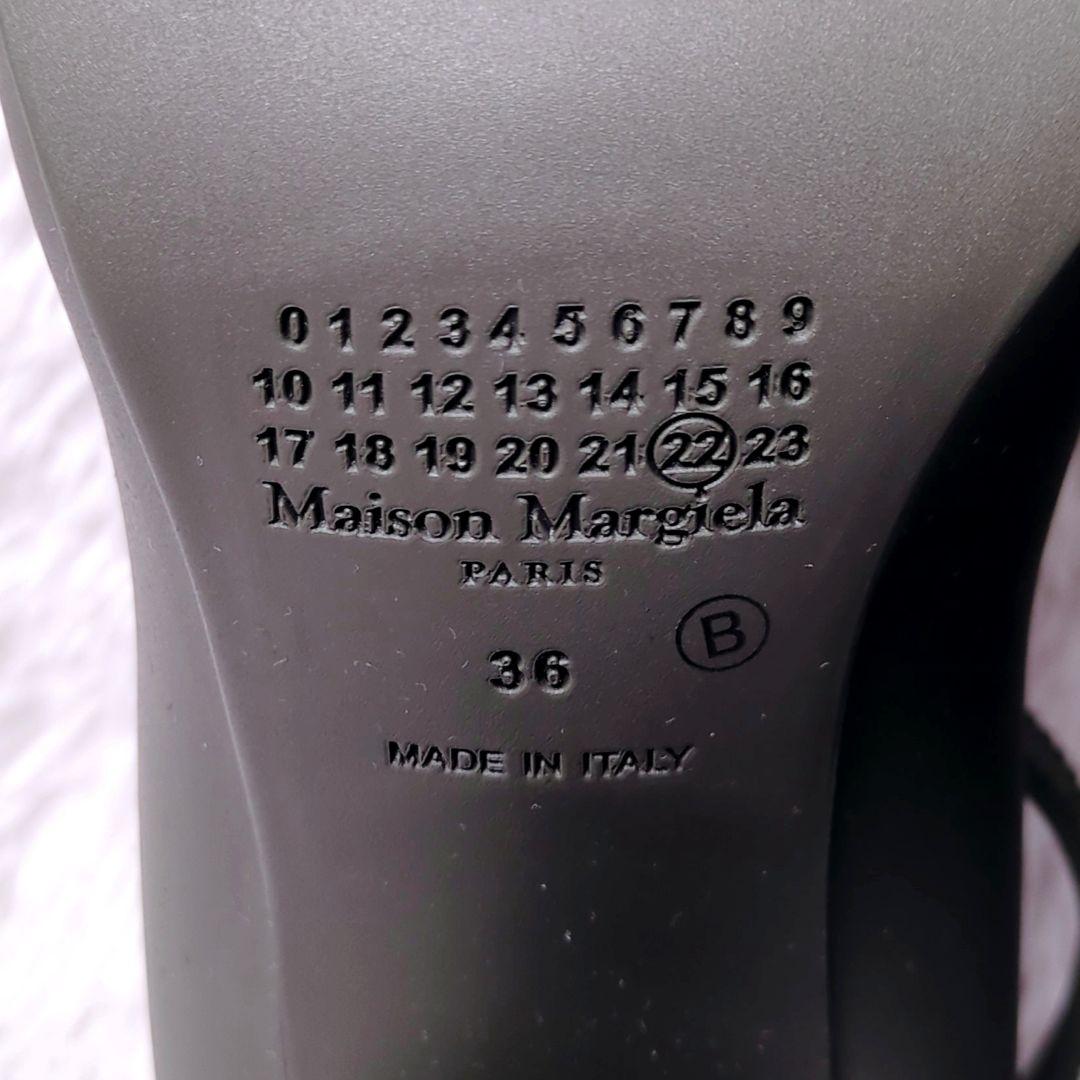 0 1 2 3 4 5 6 7 8 9
10 11 12 13 14 15 16
17 18 19 20 21 22 23
Maison Margiela
PARIS
B
36
MADE IN ITALY